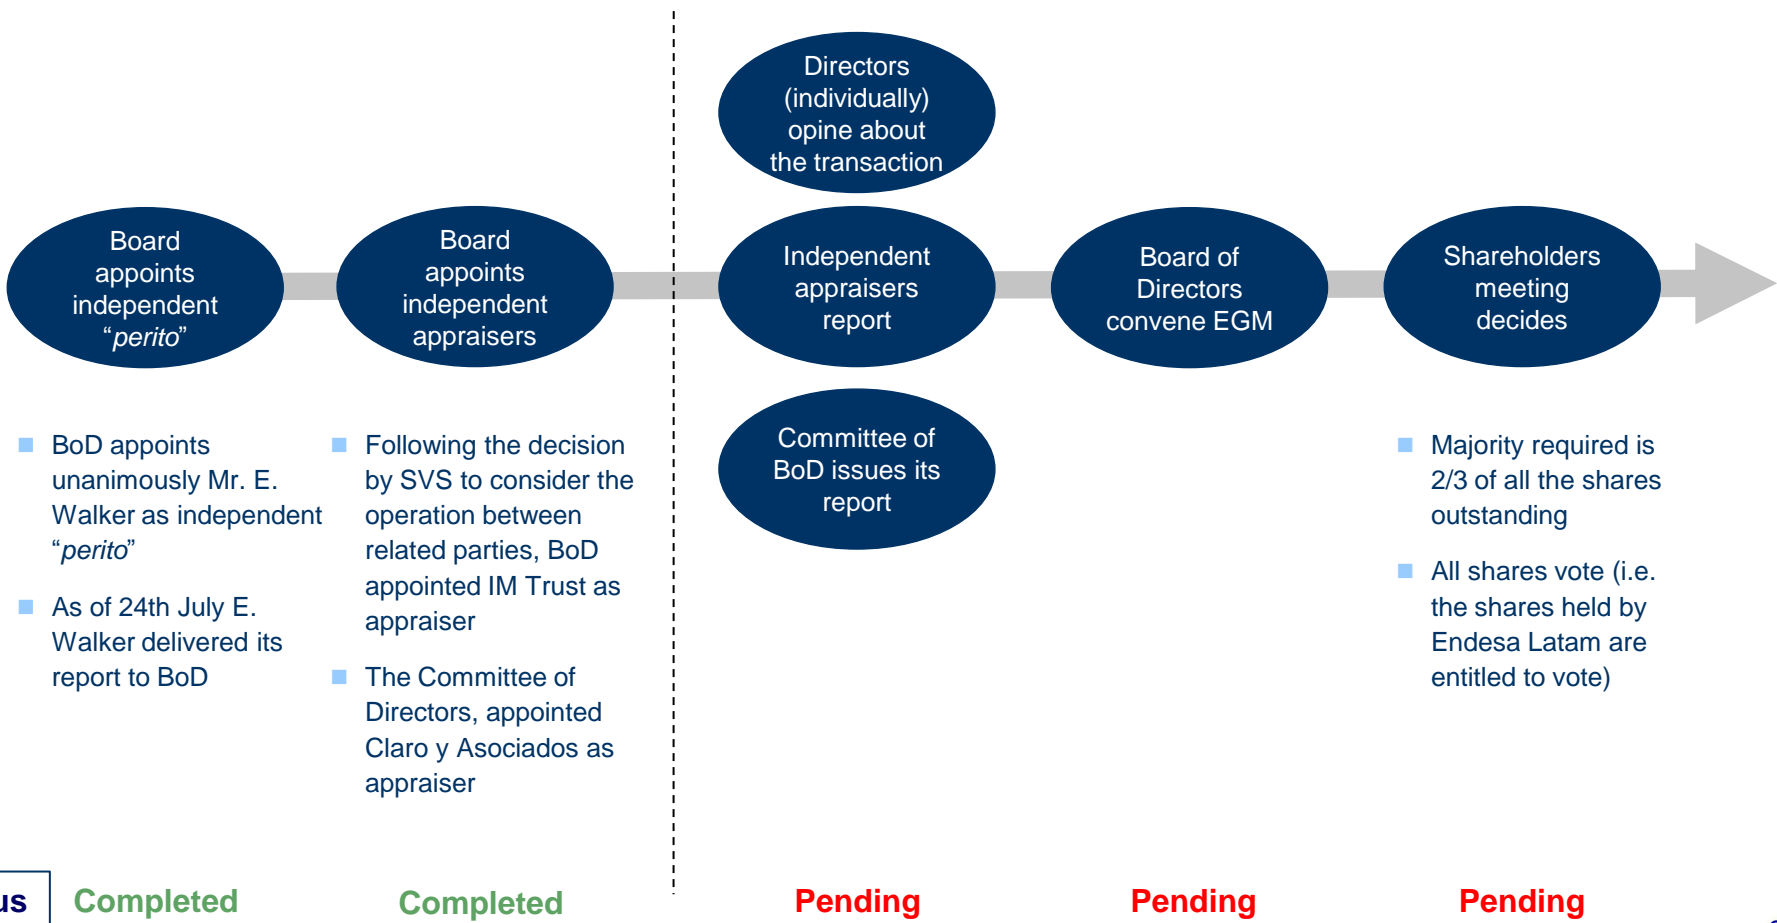 Directors
(individually)
opine about
the transaction
Board
appoints
independent
“perito”
Board
appoints
independent
appraisers
Independent
appraisers
report
Board of
Directors
convene EGM
Shareholders
meeting
decides
Committee of
BoD issues its
report
BoD appoints
unanimously Mr. E.
Walker as independent
“perito”
As of 24th July E.
Walker delivered its
report to BoD
Following the decision
by SVS to consider the
operation between
related parties, BoD
appointed IM Trust as
appraiser
The Committee of
Directors, appointed
Claro y Asociados as
appraiser
Majority required is
2/3 of all the shares
outstanding
All shares vote (i.e.
the shares held by
Endesa Latam are
entitled to vote)
us
Completed
Completed
Pending
Pending
Pending